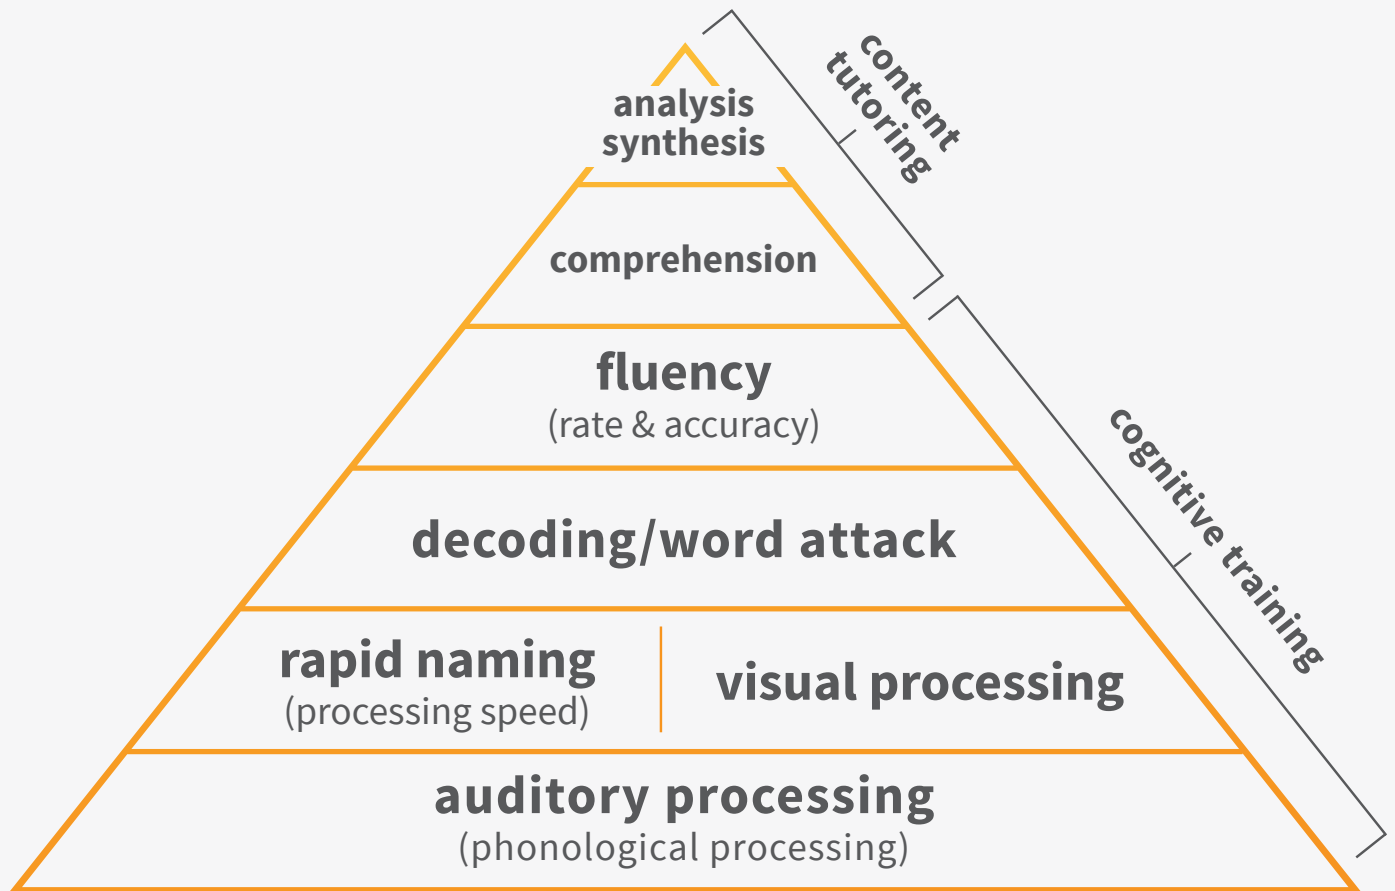 content
tutoring
analysis
synthesis
comprehension
fluency
(rate & accuracy)
cognitive training
decoding/word attack
rapid naming
(processing speed)
visual processing
auditory processing
(phonological processing)